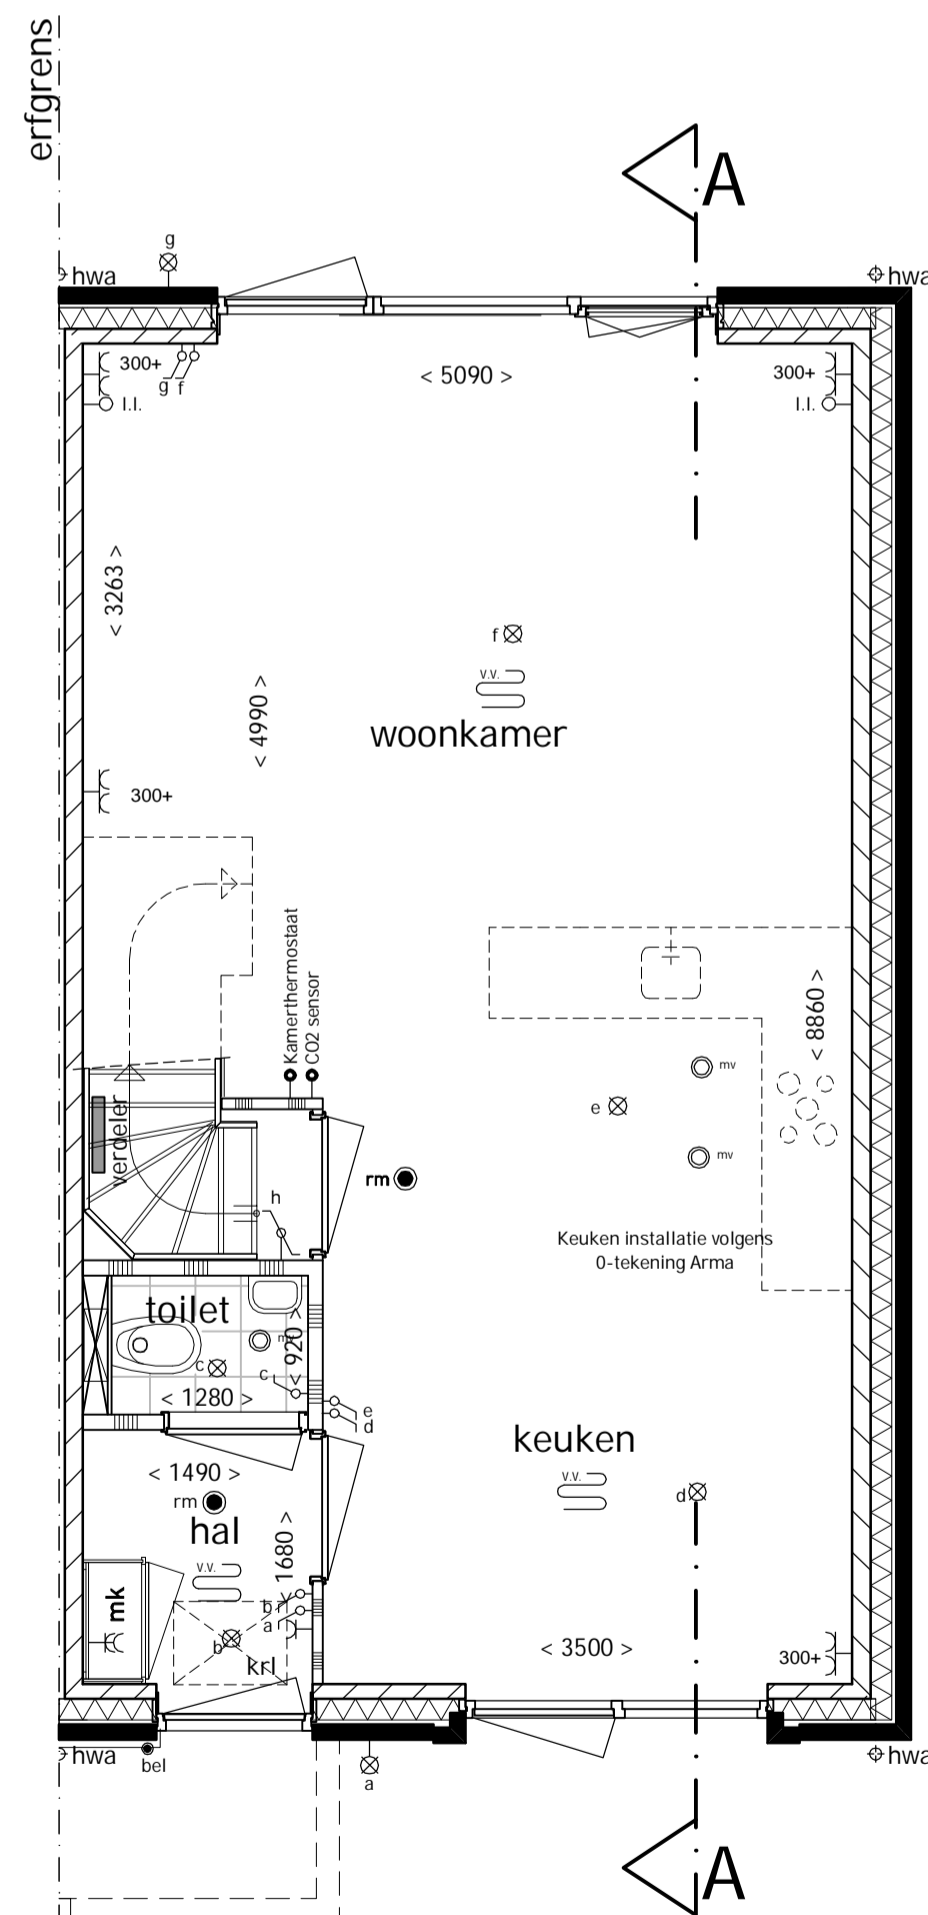 erfgrens
A
g
hwa
hwa
300+
g f
l.l.
< 5090 >
300+
l.l.
< 3263 >
f
v.v.
< 4990 >
woonkamer
300+
Kamerthermostaat
CO2 sensor
< 8860 >
mv
e
verdeler
mv
rm
h
Keuken installatie volgens
0-tekening Arma
toilet
< 920 >
c
c
< 1280 >
e
d
keuken
< 1490 >
v.v.
d
rm
hal
< 1680 >
v.v.
mk
b
a
b
krl
< 3500 >
300+
hwa
bel
a
hwa
A